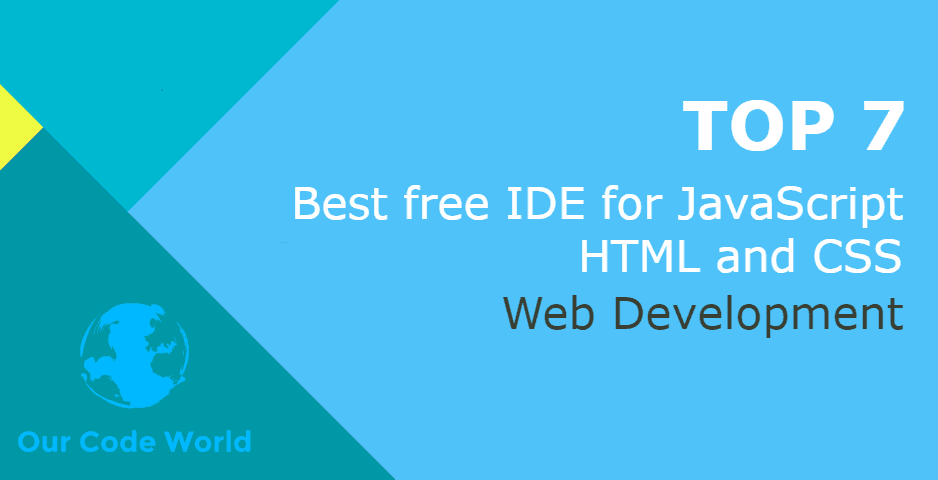 TOP 7
Best free IDE for JavaScript
HTML and CSS
Web Development
Our Code World